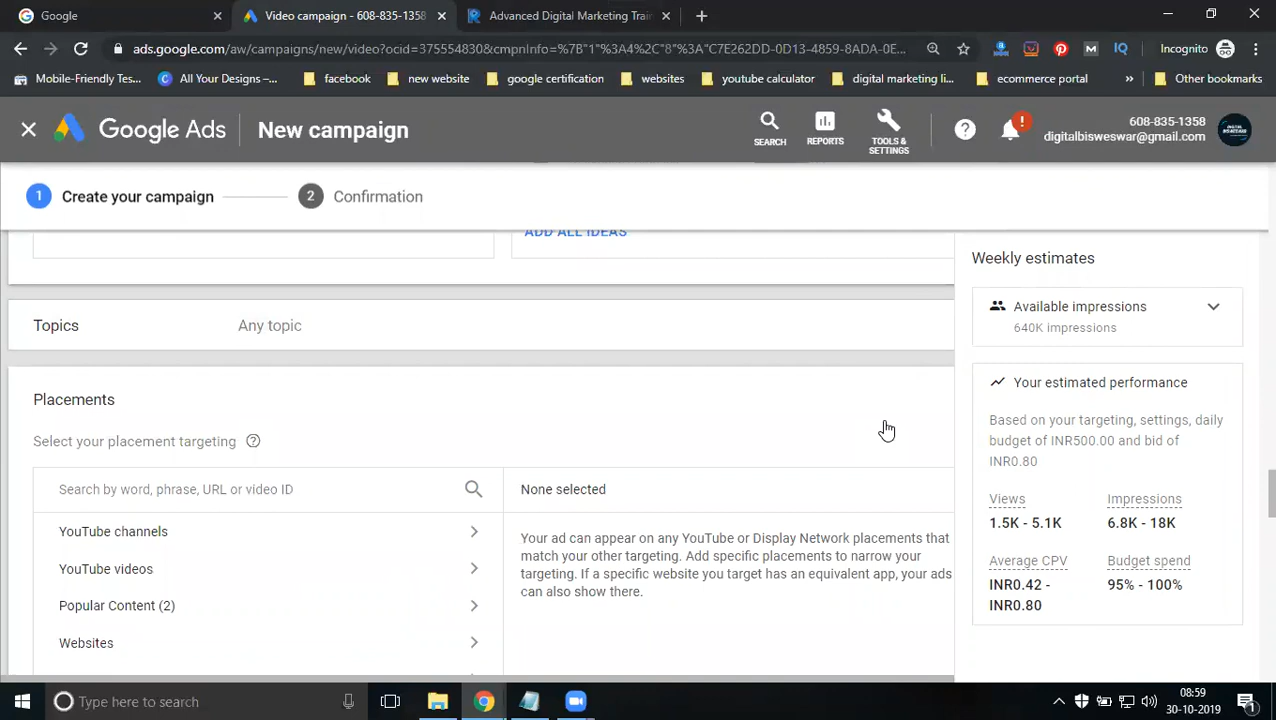 Google
Video campaign - 608-835-1358
Advanced Digital Marketing Trai
ads.google.com/aw/campaigns/new/video?ocid=375554830&cmpnInfo=%7B"1"%3A4%2C"8"%3A"C7E262DD-0D13-4859-8ADA-0E...
Incognito
Mobile-Friendly Tes...
All Your Designs –...
facebook
new website
google certification
websites
youtube calculator
digital marketing li...
ecommerce portal
»
Other bookmarks
Google Ads
New campaign
SEARCH
REPORTS
TOOLS &
SETTINGS
608-835-1358
digitalbisweswar@gmail.com
1 Create your campaign
2 Confirmation
ADD ALL IDEAS
Topics
Any topic
Placements
Select your placement targeting
Search by word, phrase, URL or video ID
None selected
YouTube channels
YouTube videos
Popular Content (2)
Websites
Your ad can appear on any YouTube or Display Network placements that
match your other targeting. Add specific placements to narrow your
targeting. If a specific website you target has an equivalent app, your ads
can also show there.
Weekly estimates
Available impressions
640K impressions
Your estimated performance
Based on your targeting, settings, daily
budget of INR500.00 and bid of
INR0.80
Views
1.5K - 5.1K
Impressions
6.8K - 18K
Average CPV
INR0.42 -
INR0.80
Budget spend
95% - 100%
Type here to search
08:59
30-10-2019